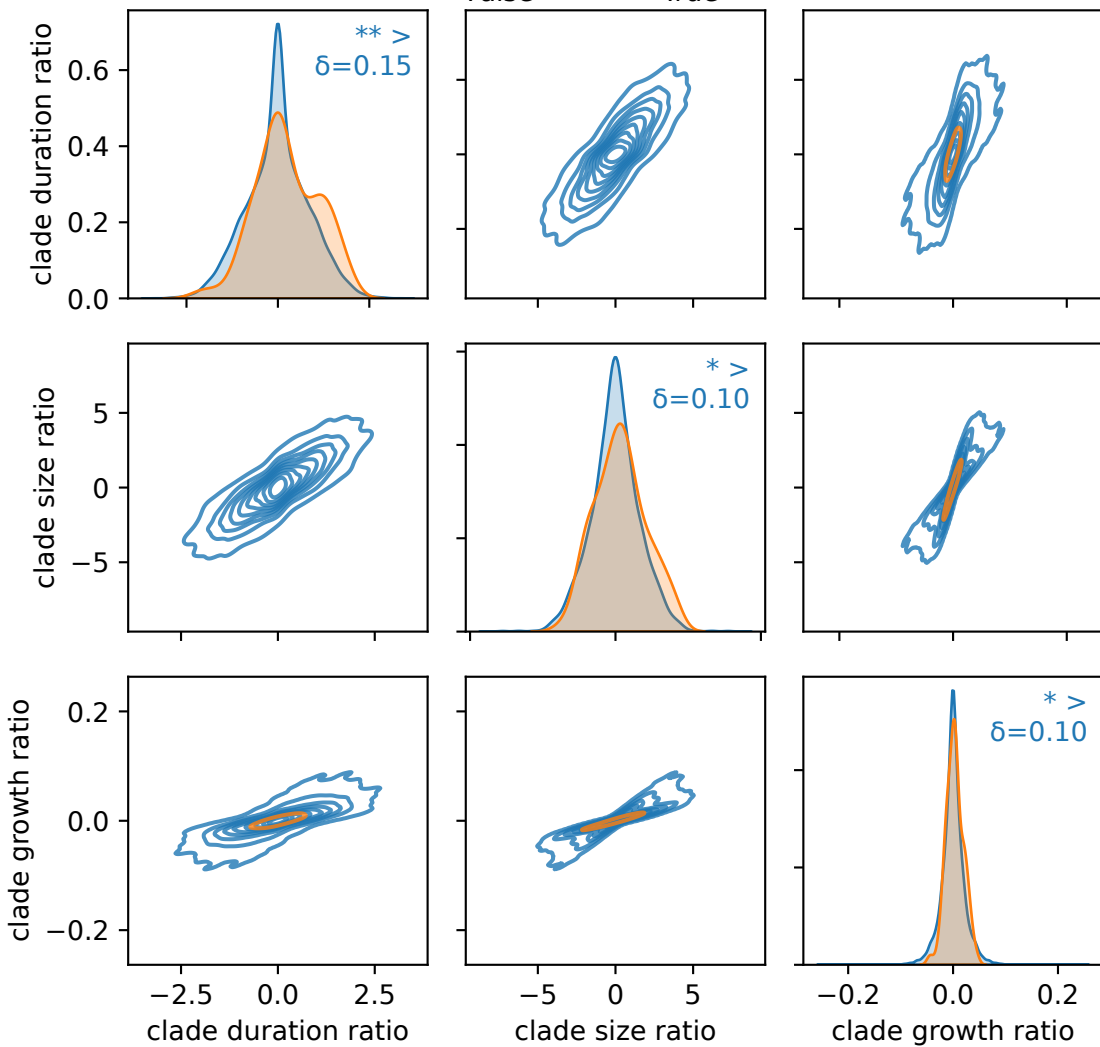 clade duration ratio
0.6
0.4
0.2
0.0
** >
δ=0.15
clade size ratio
5
0
−5
* >
δ=0.10
clade growth ratio
0.2
0.0
−0.2
* >
δ=0.10
−2.5 0.0 2.5
−5 0 5
−0.2 0.0 0.2
clade duration ratio
clade size ratio
clade growth ratio